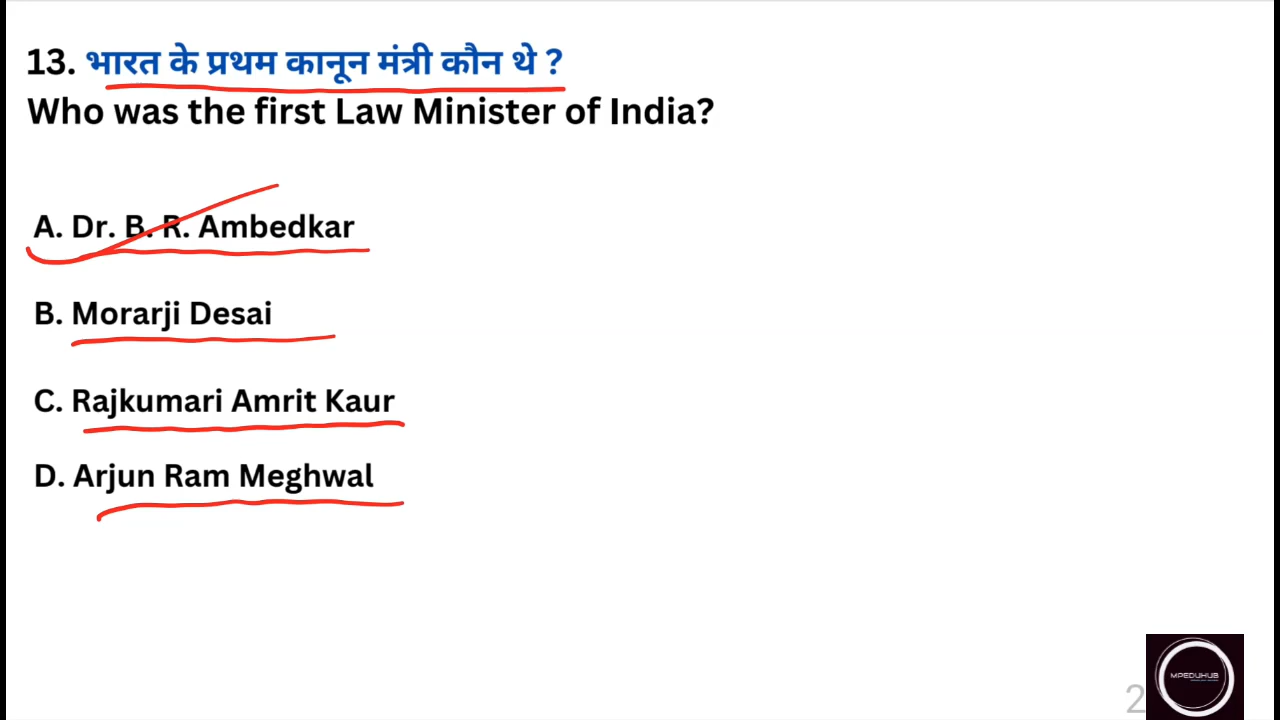 13. भारत के प्रथम कानून मंत्री कौन थे ?
Who was the first Law Minister of India?
A. Dr. B. R. Ambedkar
B. Morarji Desai
C. Rajkumari Amrit Kaur
D. Arjun Ram Meghwal
2
MPEDUHUB